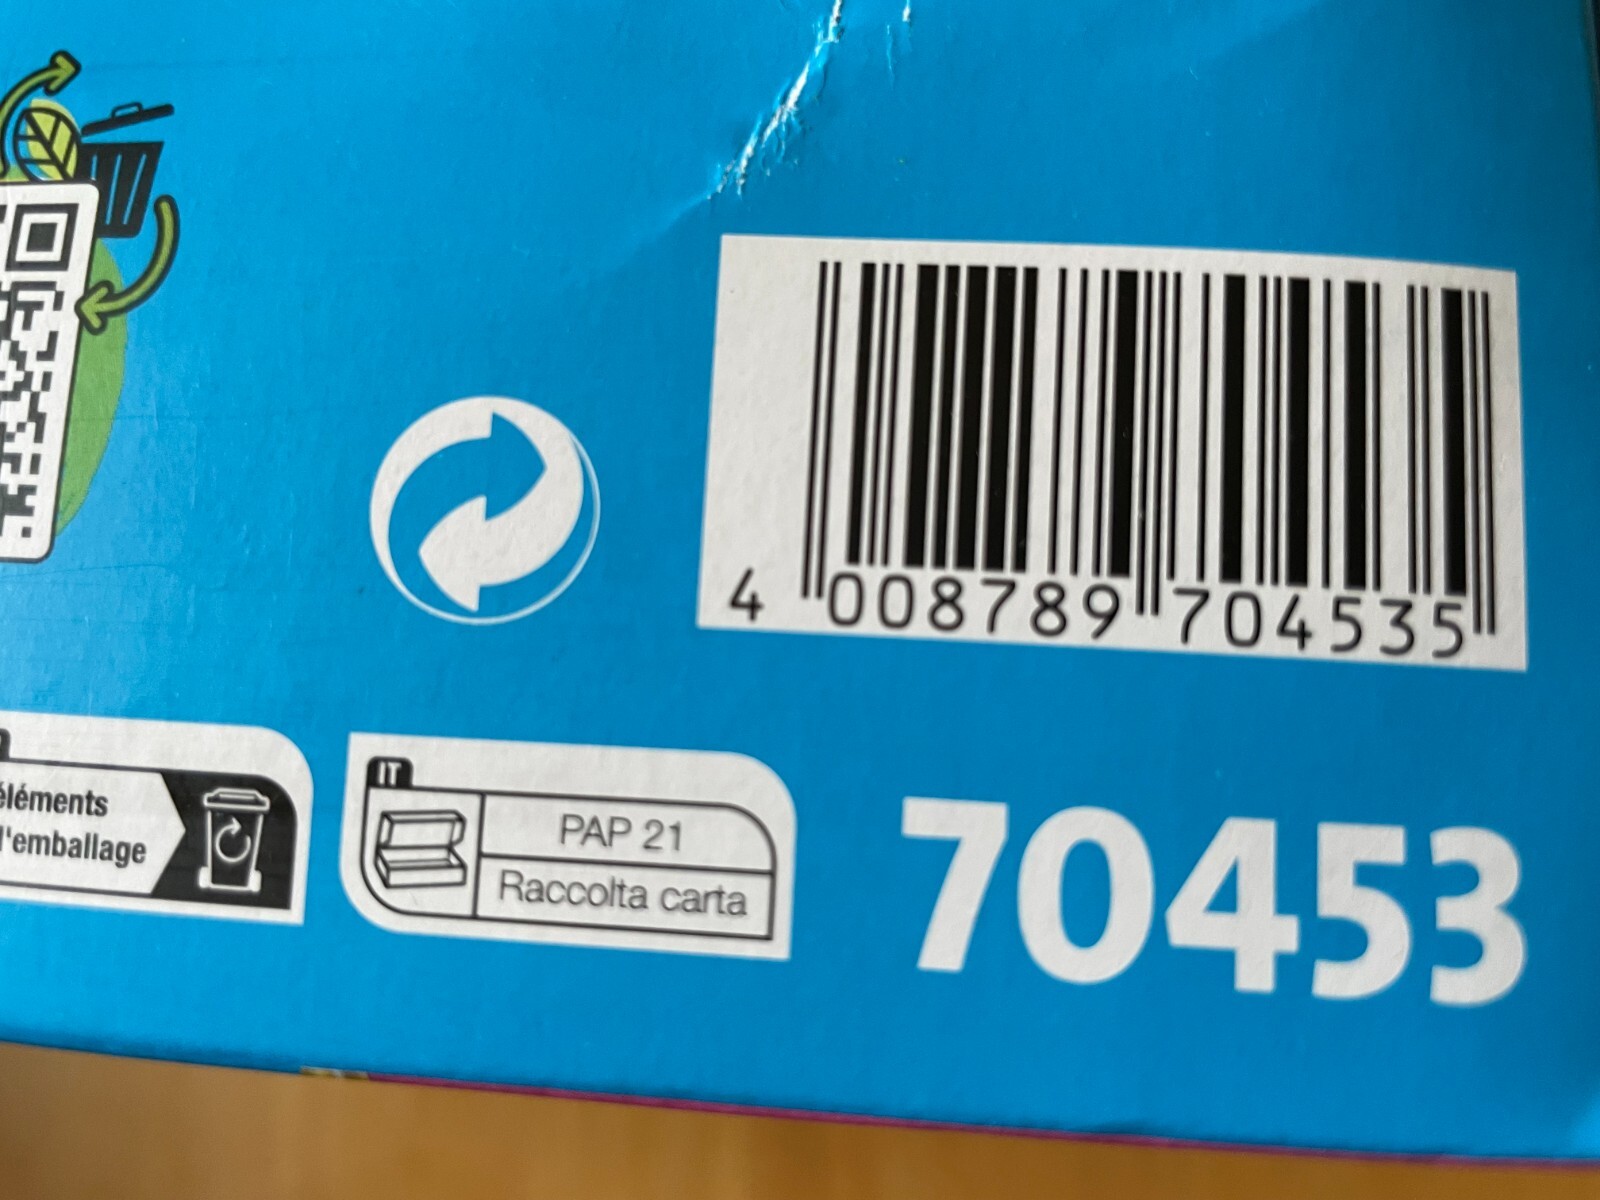 4 008789 704535
éléments
l'emballage
IT
PAP 21
Raccolta carta
70453